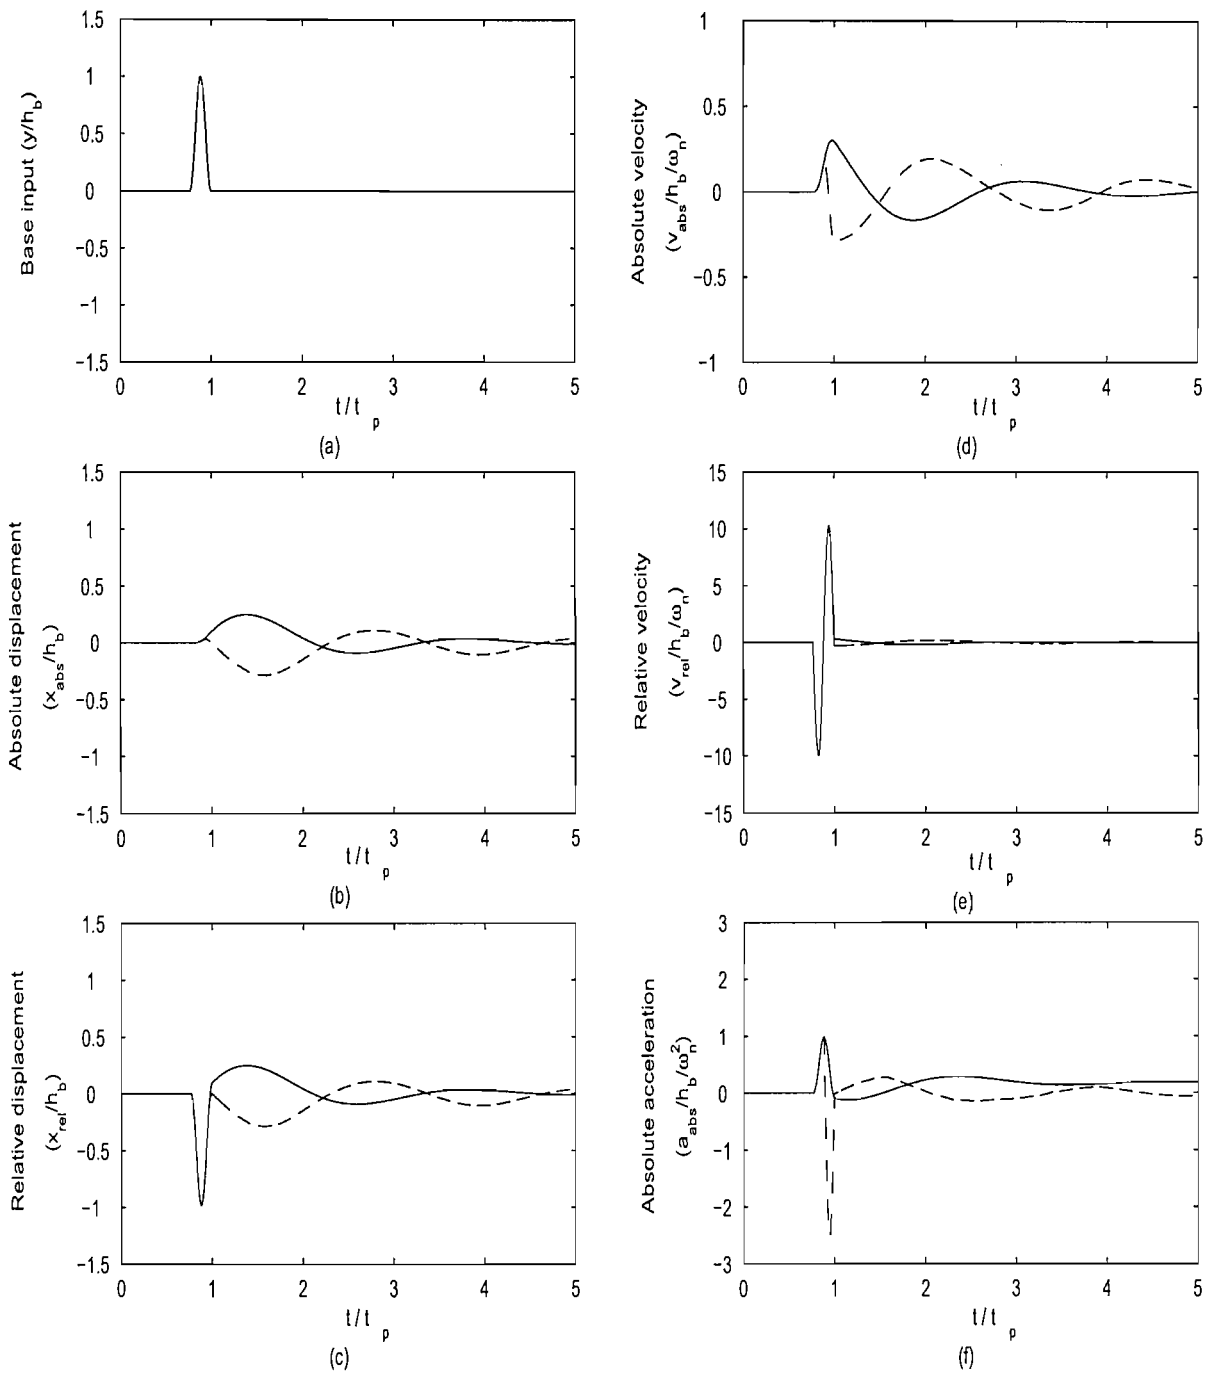 1.5
1
0.5
0
−0.5
−1
−1.5
Base input (y/h_b)
0 1 2 3 4 5
t / t_p
(a)
1.5
1
0.5
0
−0.5
−1
−1.5
Absolute displacement
(x_abs/h_b)
0 1 2 3 4 5
t / t_p
(b)
1.5
1
0.5
0
−0.5
−1
−1.5
Relative displacement
(x_rel/h_b)
0 1 2 3 4 5
t / t_p
(c)
1
0.5
0
−0.5
−1
Absolute velocity
(v_abs/h_b/ω_n)
0 1 2 3 4 5
t / t_p
(d)
15
10
5
0
−5
−10
−15
Relative velocity
(v_rel/h_b/ω_n)
0 1 2 3 4 5
t / t_p
(e)
3
2
1
0
−1
−2
−3
Absolute acceleration
(a_abs/h_b/ω_n^2)
0 1 2 3 4 5
t / t_p
(f)